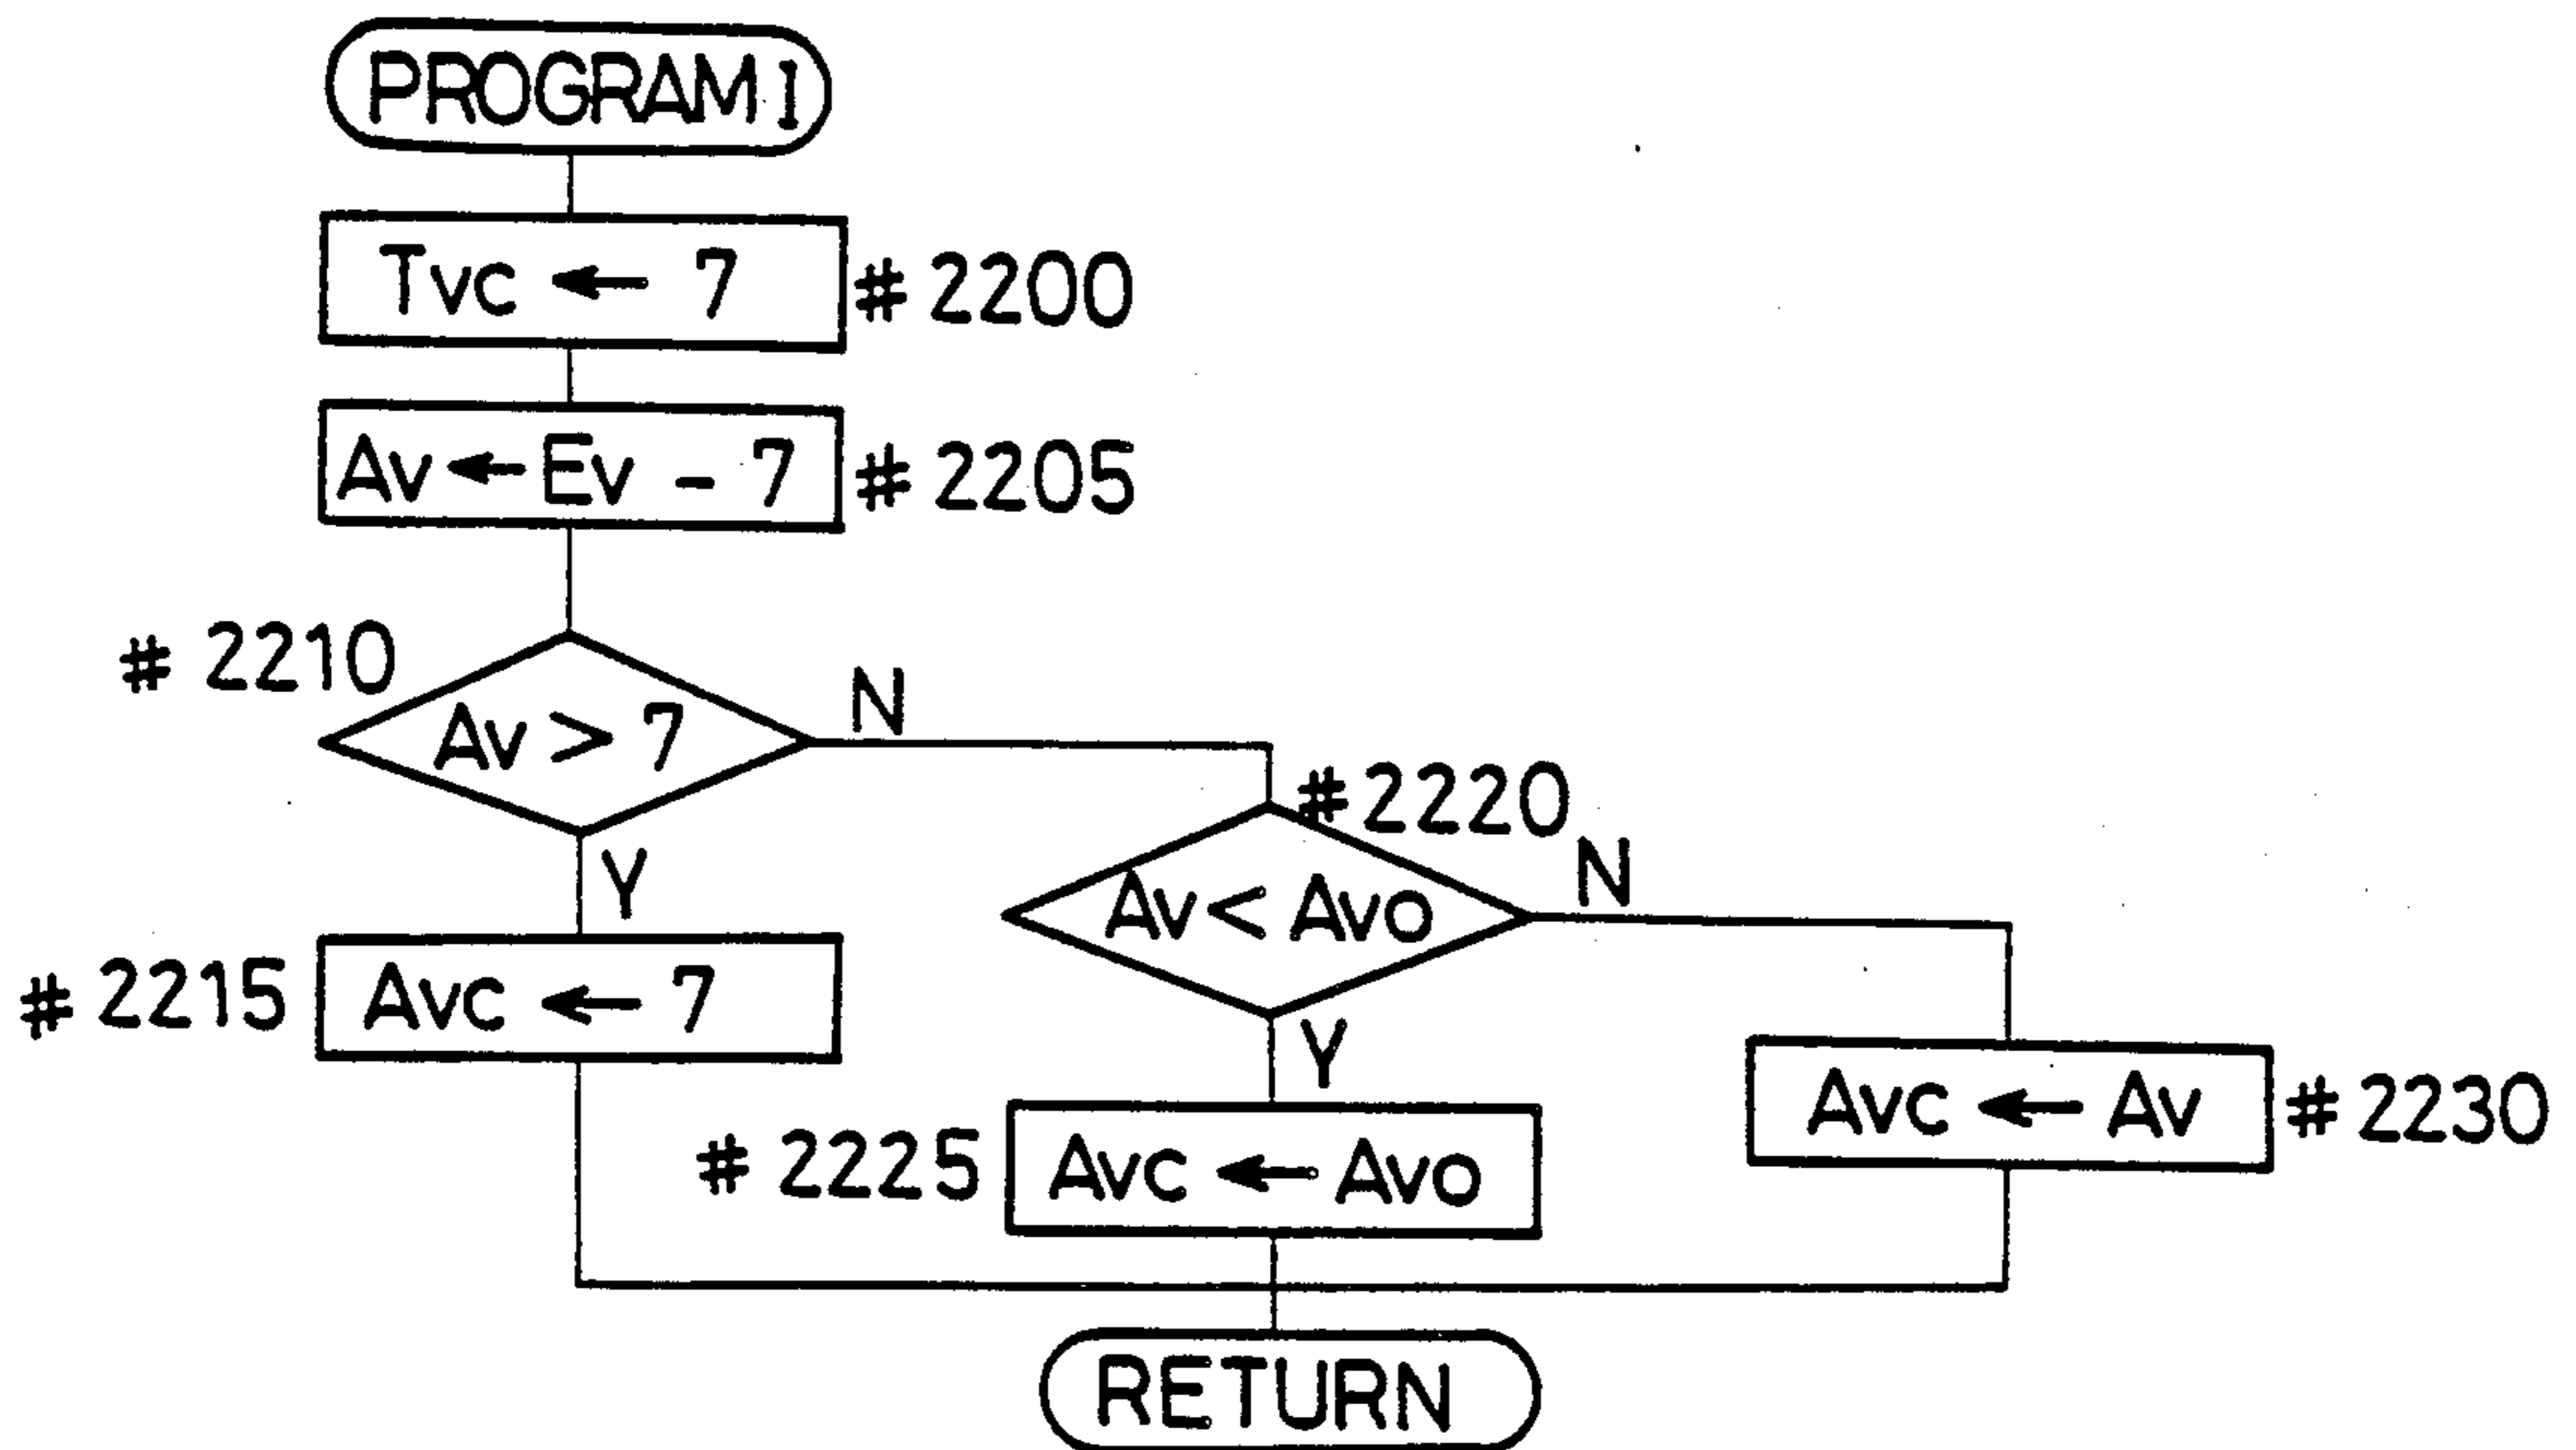 PROGRAM I
Tvc ← 7 # 2200
Av ← Ev - 7 # 2205
# 2210
Av > 7
N
Y
# 2220
Av < Avo
N
Y
# 2215 Avc ← 7
# 2225 Avc ← Avo
Avc ← Av # 2230
RETURN